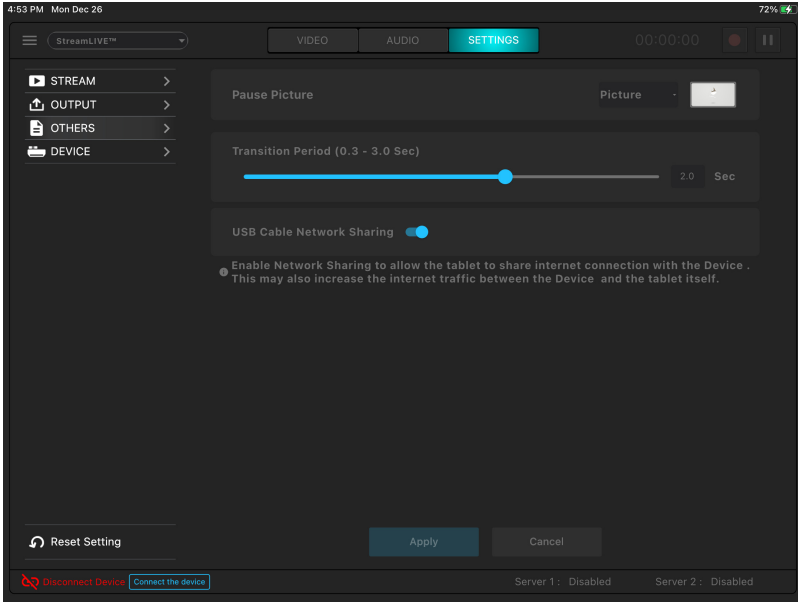 4:53 PM Mon Dec 26
72%
StreamLIVE™
VIDEO
AUDIO
SETTINGS
00:00:00
STREAM
OUTPUT
OTHERS
DEVICE
Pause Picture
Picture
Transition Period (0.3 - 3.0 Sec)
2.0
Sec
USB Cable Network Sharing
Enable Network Sharing to allow the tablet to share internet connection with the Device .
This may also increase the internet traffic between the Device and the tablet itself.
Reset Setting
Apply
Cancel
Disconnect Device
Connect the device
Server 1 : Disabled
Server 2 : Disabled